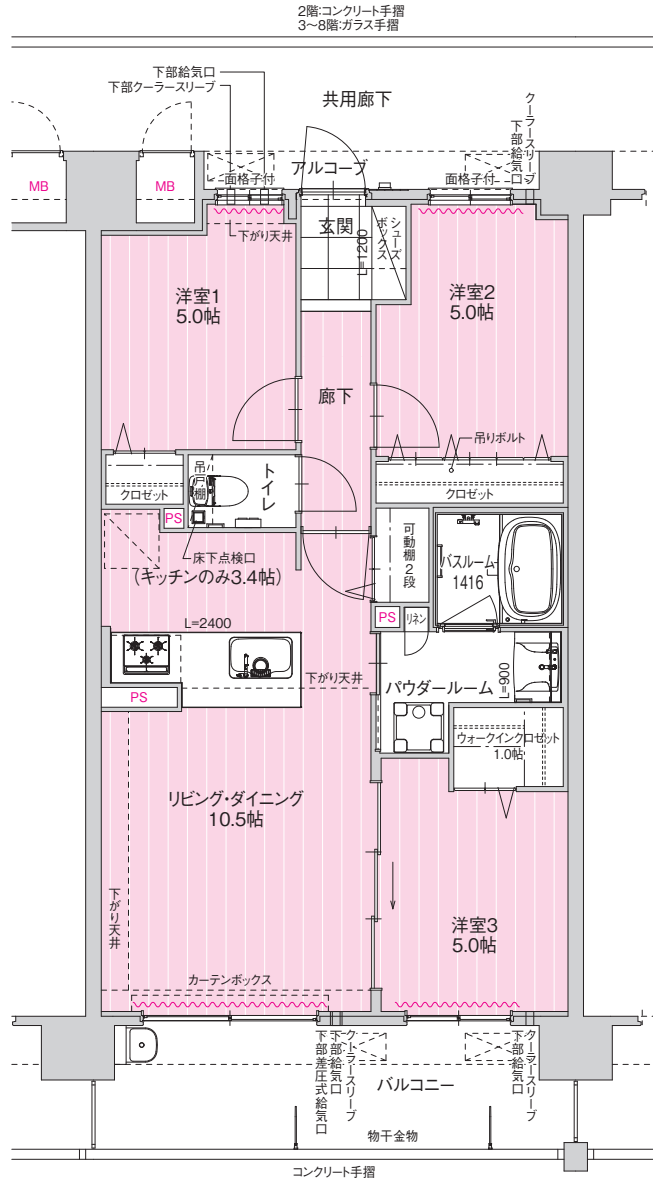 2階:コンクリート手摺
3~8階:ガラス手摺
下部給気口
下部クーラースリーブ
共用廊下
クーラースリーブ
下部給気口
アルコーブ
MB
MB
面格子付
面格子付
下がり天井
玄関
シューズ
ボックス
L=1200
洋室1
5.0帖
洋室2
5.0帖
廊下
吊りボルト
クロゼット
吊戸棚
トイレ
クロゼット
PS
床下点検口
(キッチンのみ3.4帖)
可動棚2段
バスルーム
1416
L=2400
PS
リネン
下がり天井
パウダールーム
L=900
PS
ウォークインクロゼット
1.0帖
リビング・ダイニング
10.5帖
下がり天井
洋室3
5.0帖
カーテンボックス
クーラースリーブ
下部給気口
下部差圧式給気口
クーラースリーブ
下部給気口
バルコニー
物干金物
コンクリート手摺